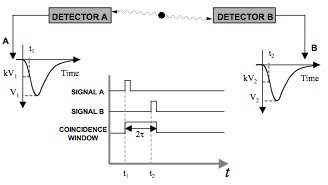 DETECTOR A
DETECTOR B
A
B
t1
t2
Time
Time
kV1
kV2
V1
V2
SIGNAL A
SIGNAL B
COINCIDENCE
WINDOW
2τ
t
t1
t2